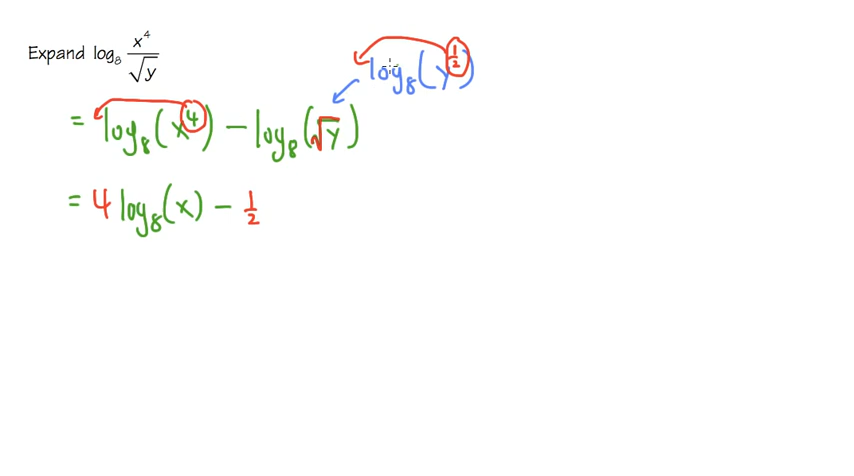 Expand log₈ x⁴/√y
log₈(y^½)
= log₈(x⁴) − log₈(√y)
= 4 log₈(x) − ½